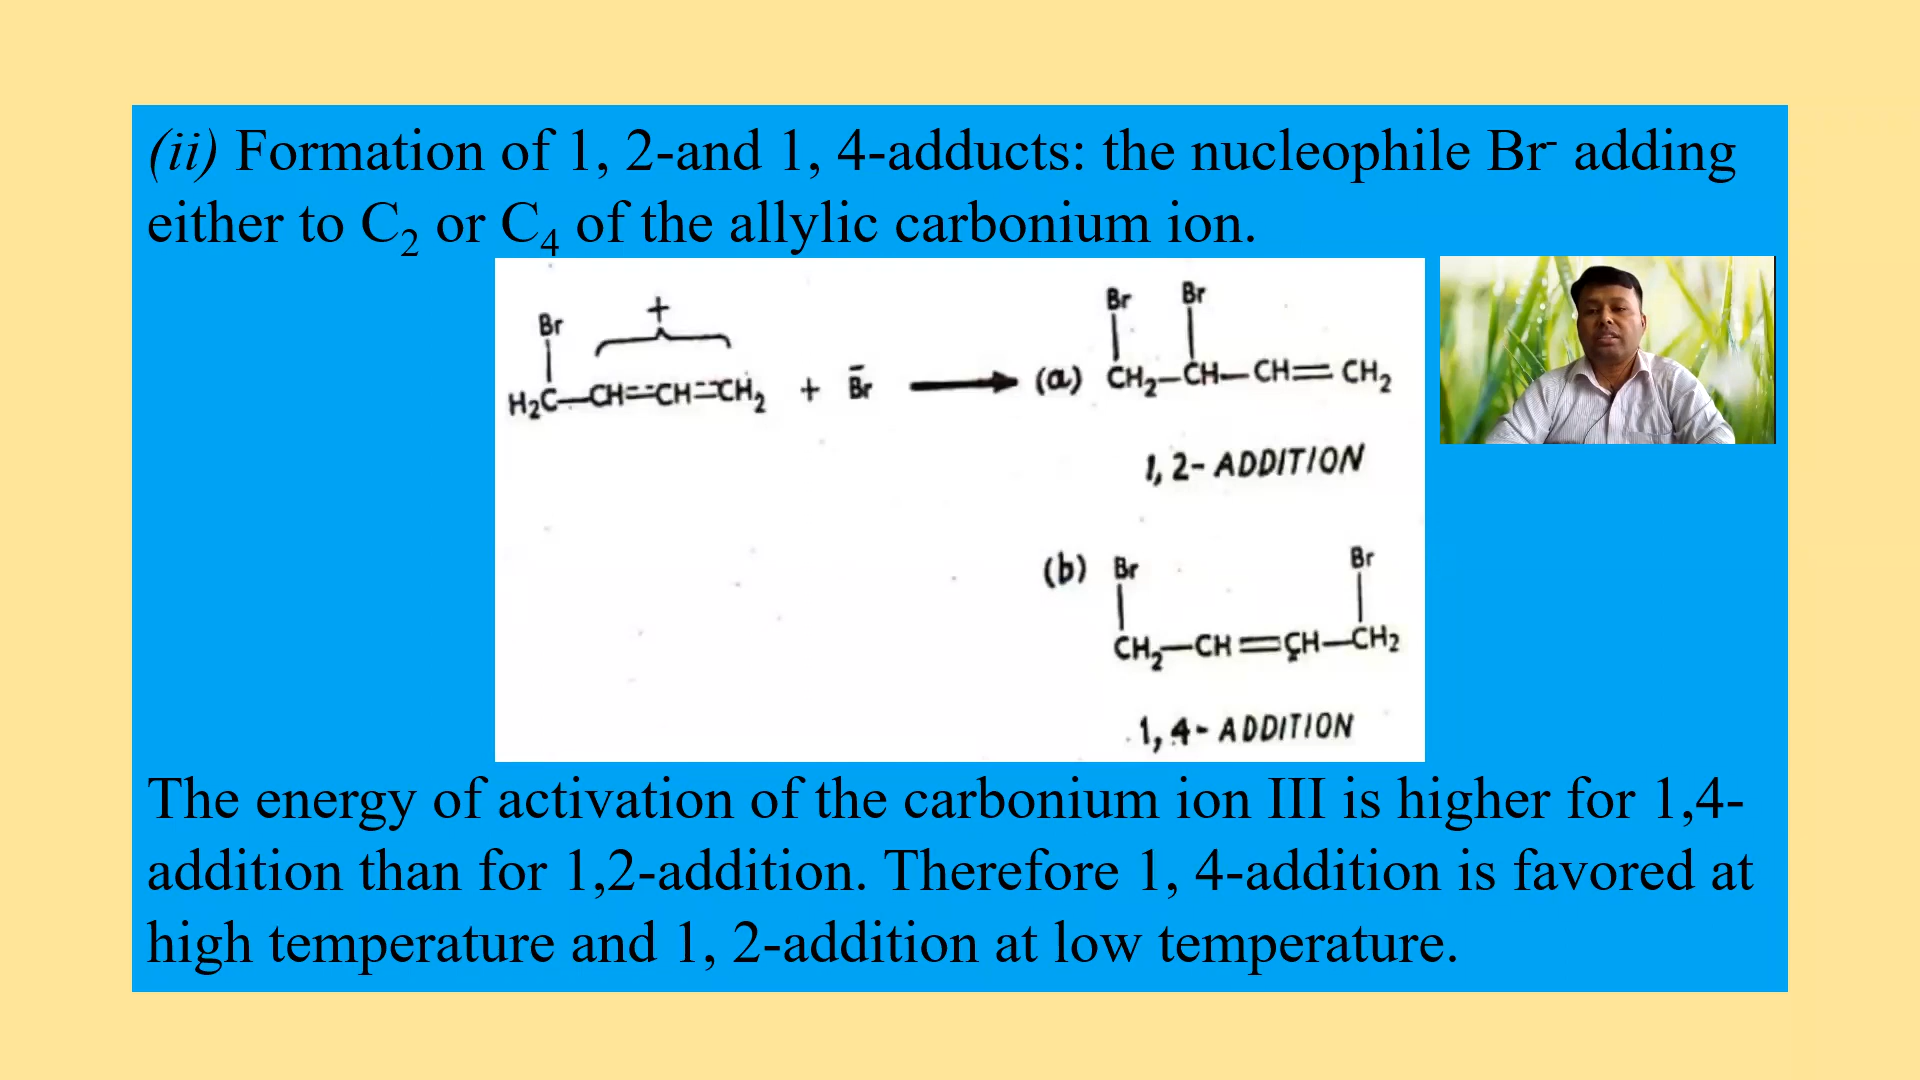 (ii) Formation of 1, 2-and 1, 4-adducts: the nucleophile Br⁻ adding
either to C₂ or C₄ of the allylic carbonium ion.
Br
+
H₂C—CH==CH==CH₂ + B̄r
(a)
Br Br
CH₂—CH—CH=CH₂
1, 2- ADDITION
(b)
Br Br
CH₂—CH=CH—CH₂
1, 4- ADDITION
The energy of activation of the carbonium ion III is higher for 1,4-
addition than for 1,2-addition. Therefore 1, 4-addition is favored at
high temperature and 1, 2-addition at low temperature.